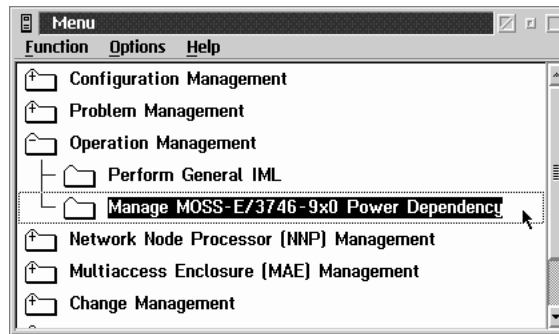 Menu
Function Options Help
Configuration Management
Problem Management
Operation Management
Perform General IML
Manage MOSS-E/3746-9x0 Power Dependency
Network Node Processor (NNP) Management
Multiaccess Enclosure (MAE) Management
Change Management